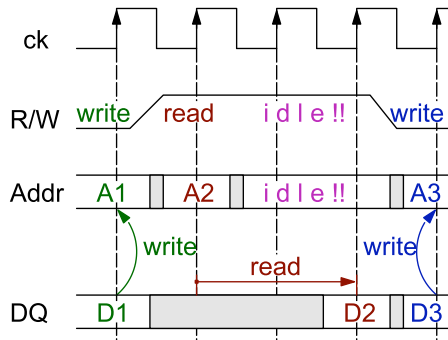 ck
R/W write read i d l e !! write
Addr A1 A2 i d l e !! A3
write read write
DQ D1 D2 D3